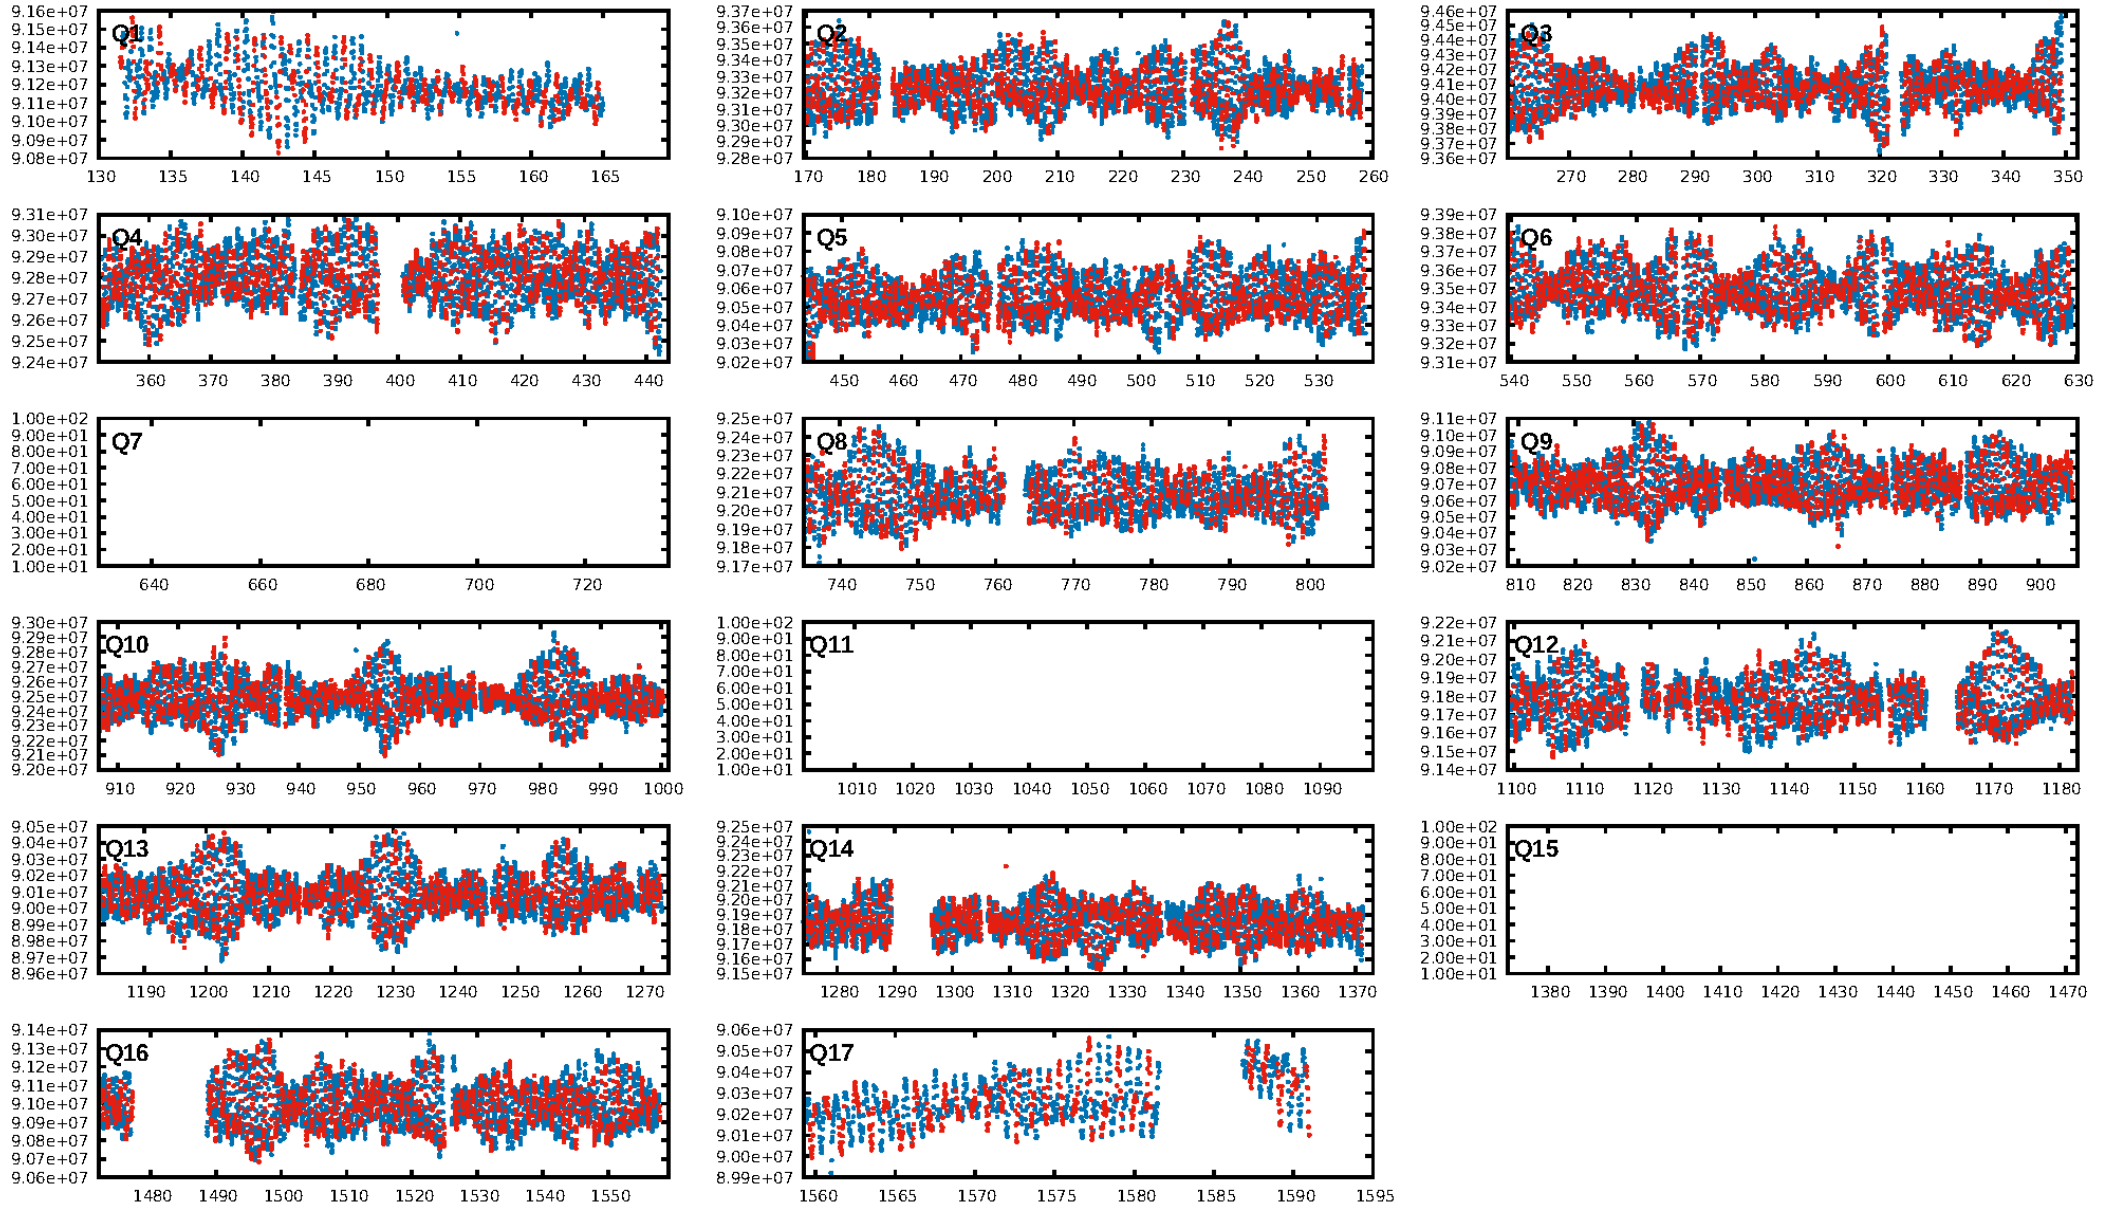 9.16e+07
9.15e+07
Q1
9.14e+07
9.13e+07
9.12e+07
9.11e+07
9.10e+07
9.09e+07
9.08e+07
130 135 140 145 150 155 160 165
9.37e+07
9.36e+07
Q2
9.35e+07
9.34e+07
9.33e+07
9.32e+07
9.31e+07
9.30e+07
9.29e+07
9.28e+07
170 180 190 200 210 220 230 240 250 260
9.46e+07
9.45e+07
Q3
9.44e+07
9.43e+07
9.42e+07
9.41e+07
9.40e+07
9.39e+07
9.38e+07
9.37e+07
9.36e+07
270 280 290 300 310 320 330 340 350
9.31e+07
9.30e+07
Q4
9.29e+07
9.28e+07
9.27e+07
9.26e+07
9.25e+07
9.24e+07
360 370 380 390 400 410 420 430 440
9.10e+07
9.09e+07
Q5
9.08e+07
9.07e+07
9.06e+07
9.05e+07
9.04e+07
9.03e+07
9.02e+07
450 460 470 480 490 500 510 520 530
9.39e+07
9.38e+07
Q6
9.37e+07
9.36e+07
9.35e+07
9.34e+07
9.33e+07
9.32e+07
9.31e+07
540 550 560 570 580 590 600 610 620 630
1.00e+02
9.00e+01
Q7
8.00e+01
7.00e+01
6.00e+01
5.00e+01
4.00e+01
3.00e+01
2.00e+01
1.00e+01
640 660 680 700 720
9.25e+07
9.24e+07
Q8
9.23e+07
9.22e+07
9.21e+07
9.20e+07
9.19e+07
9.18e+07
9.17e+07
740 750 760 770 780 790 800
9.11e+07
9.10e+07
Q9
9.09e+07
9.08e+07
9.07e+07
9.06e+07
9.05e+07
9.04e+07
9.03e+07
9.02e+07
810 820 830 840 850 860 870 880 890 900
9.30e+07
9.29e+07
Q10
9.28e+07
9.27e+07
9.26e+07
9.25e+07
9.24e+07
9.23e+07
9.22e+07
9.21e+07
9.20e+07
910 920 930 940 950 960 970 980 990 1000
1.00e+02
9.00e+01
Q11
8.00e+01
7.00e+01
6.00e+01
5.00e+01
4.00e+01
3.00e+01
2.00e+01
1.00e+01
1010 1020 1030 1040 1050 1060 1070 1080 1090
9.22e+07
9.21e+07
Q12
9.20e+07
9.19e+07
9.18e+07
9.17e+07
9.16e+07
9.15e+07
9.14e+07
1100 1110 1120 1130 1140 1150 1160 1170 1180
9.05e+07
9.04e+07
Q13
9.03e+07
9.02e+07
9.01e+07
9.00e+07
8.99e+07
8.98e+07
8.97e+07
8.96e+07
1190 1200 1210 1220 1230 1240 1250 1260 1270
9.25e+07
9.24e+07
Q14
9.23e+07
9.22e+07
9.21e+07
9.20e+07
9.19e+07
9.18e+07
9.17e+07
9.16e+07
9.15e+07
1280 1290 1300 1310 1320 1330 1340 1350 1360 1370
1.00e+02
9.00e+01
Q15
8.00e+01
7.00e+01
6.00e+01
5.00e+01
4.00e+01
3.00e+01
2.00e+01
1.00e+01
1380 1390 1400 1410 1420 1430 1440 1450 1460 1470
9.14e+07
9.13e+07
Q16
9.12e+07
9.11e+07
9.10e+07
9.09e+07
9.08e+07
9.07e+07
9.06e+07
1480 1490 1500 1510 1520 1530 1540 1550
9.06e+07
9.05e+07
Q17
9.04e+07
9.03e+07
9.02e+07
9.01e+07
9.00e+07
8.99e+07
1560 1565 1570 1575 1580 1585 1590 1595